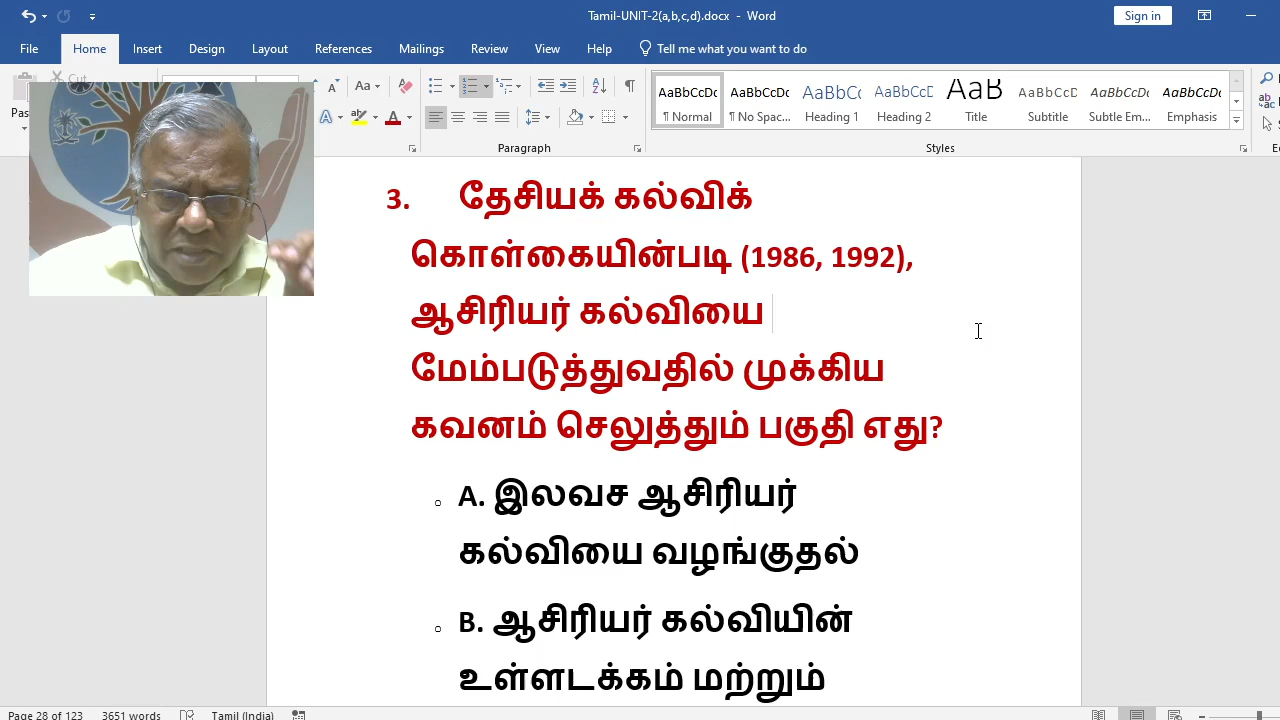 Tamil-UNIT-2(a,b,c,d).docx - Word
Sign in
File Home Insert Design Layout References Mailings Review View Help Tell me what you want to do
Cut
Aa
AaBbCcDc AaBbCcDc AaBbCc AaBbCcD AaB AaBbCcD AaBbCcDc AaBbCcDc
¶ Normal ¶ No Spac... Heading 1 Heading 2 Title Subtitle Subtle Em... Emphasis
Paragraph Styles
3. தேசியக் கல்விக்
கொள்கையின்படி (1986, 1992),
ஆசிரியர் கல்வியை
மேம்படுத்துவதில் முக்கிய
கவனம் செலுத்தும் பகுதி எது?
A. இலவச ஆசிரியர்
கல்வியை வழங்குதல்
B. ஆசிரியர் கல்வியின்
உள்ளடக்கம் மற்றும்
Page 28 of 123 3651 words Tamil (India)